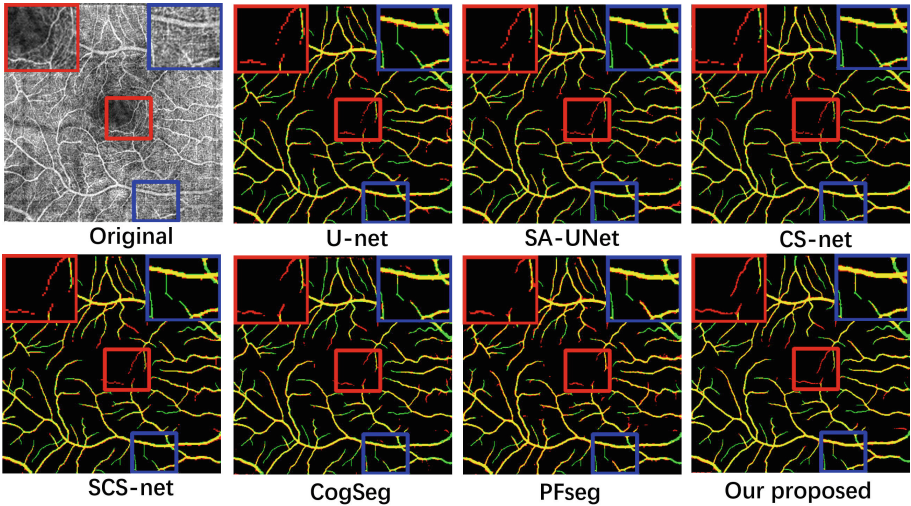 Original
U-net
SA-UNet
CS-net
SCS-net
CogSeg
PFseg
Our proposed